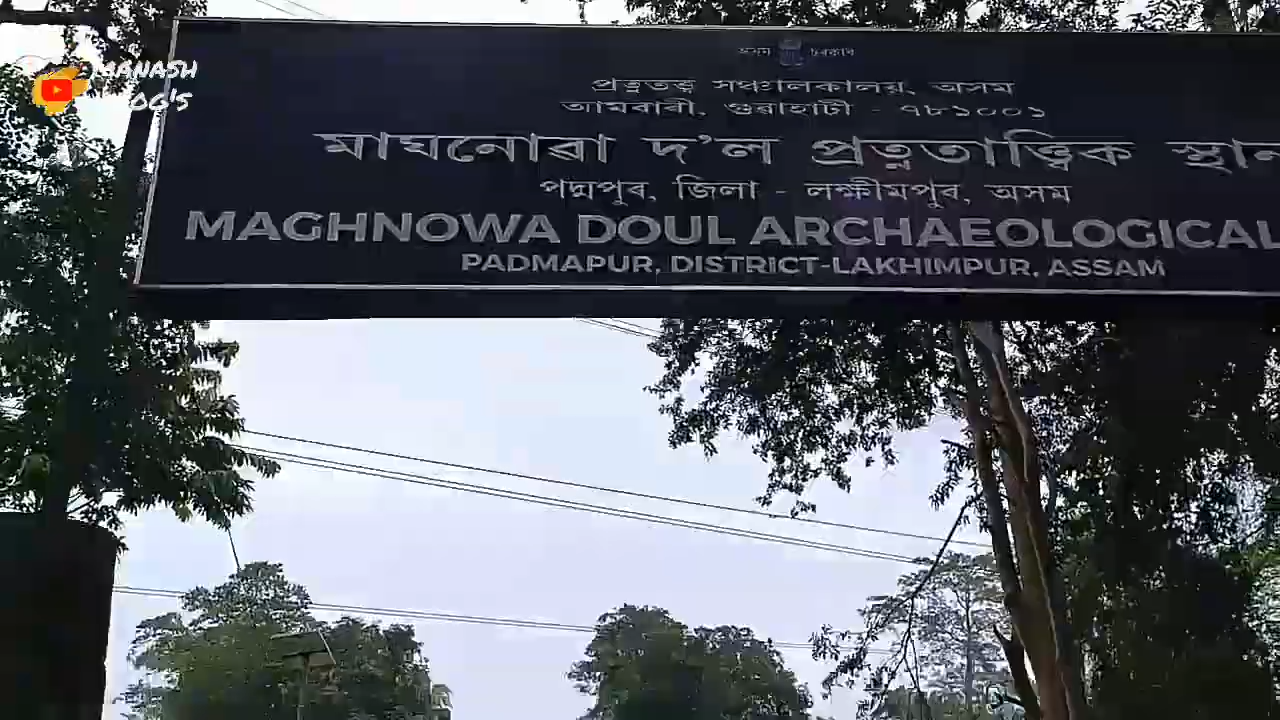 MANASH
অসম চৰকাৰ
প্ৰত্নতত্ত্ব সঞ্চালকালয়, অসম
আমবাৰী, গুৱাহাটী - ৭৮১০০১
মাঘনোৱা দ'ল প্ৰত্নতাত্ত্বিক স্থান
পদ্মপুৰ, জিলা - লক্ষীমপুৰ, অসম
MAGHNOWA DOUL ARCHAEOLOGICAL
PADMAPUR, DISTRICT-LAKHIMPUR, ASSAM